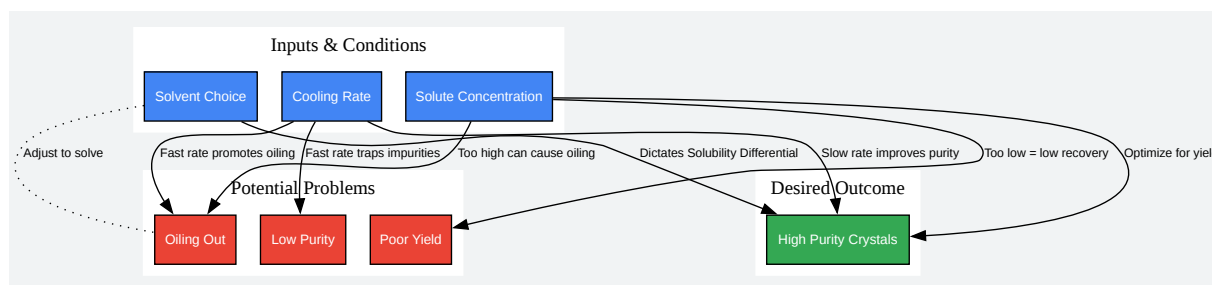 Inputs & Conditions
Solvent Choice
Cooling Rate
Solute Concentration
Adjust to solve
Fast rate promotes oiling
Fast rate traps impurities
Too high can cause oiling
Dictates Solubility Differential
Slow rate improves purity
Too low = low recovery
Optimize for yiel
Potential Problems
Desired Outcome
Oiling Out
Low Purity
Poor Yield
High Purity Crystals